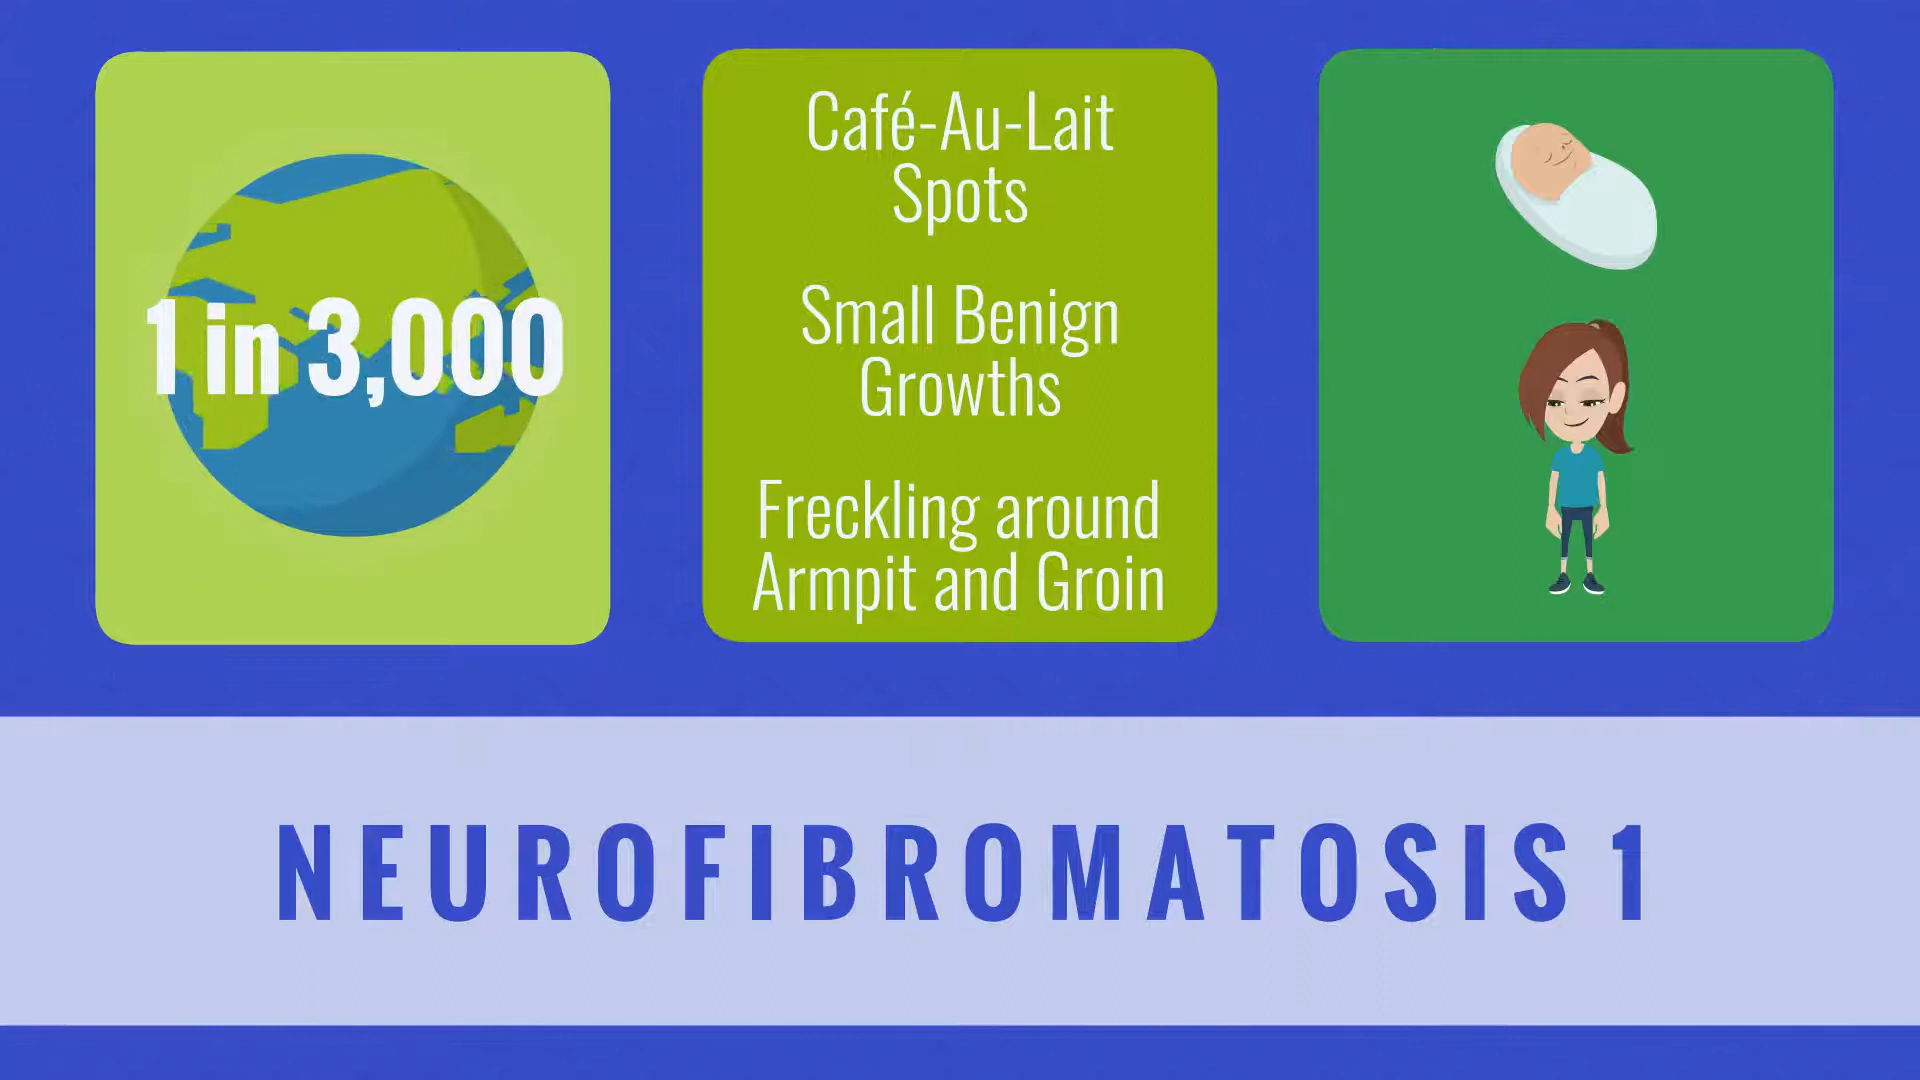 1 in 3,000
Café-Au-Lait
Spots
Small Benign
Growths
Freckling around
Armpit and Groin
NEUROFIBROMATOSIS 1